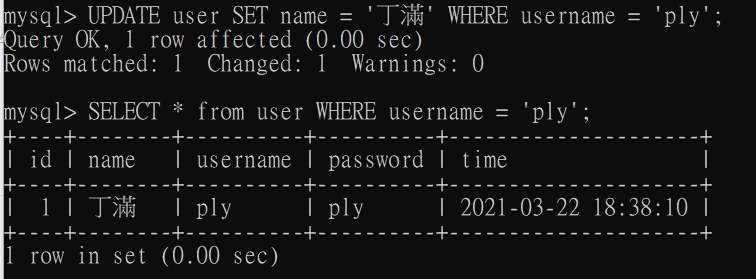 mysql> UPDATE user SET name = '丁滿' WHERE username = 'ply';
Query OK, 1 row affected (0.00 sec)
Rows matched: 1  Changed: 1  Warnings: 0

mysql> SELECT * from user WHERE username = 'ply';
+----+--------+----------+----------+---------------------+
| id | name   | username | password | time                |
+----+--------+----------+----------+---------------------+
|  1 | 丁滿   | ply      | ply      | 2021-03-22 18:38:10 |
+----+--------+----------+----------+---------------------+
1 row in set (0.00 sec)